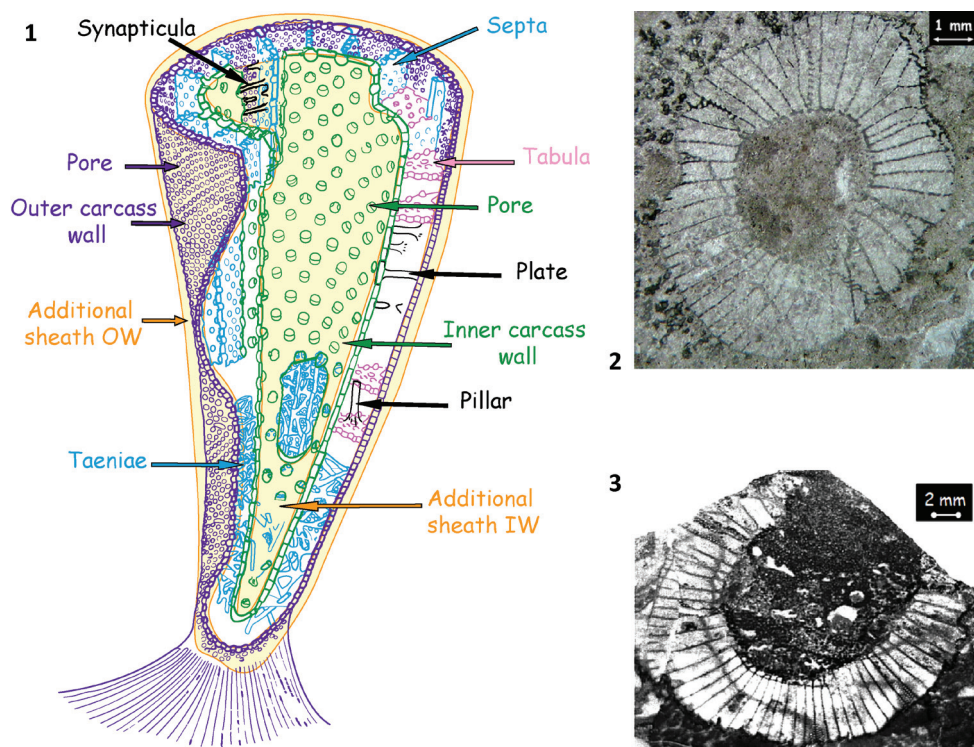 1
Synapticula
Septa
Pore
Tabula
Outer carcass
wall
Pore
Plate
Additional
sheath OW
Inner carcass
wall
Pillar
Taeniae
Additional
sheath IW
1 mm
2
3
2 mm